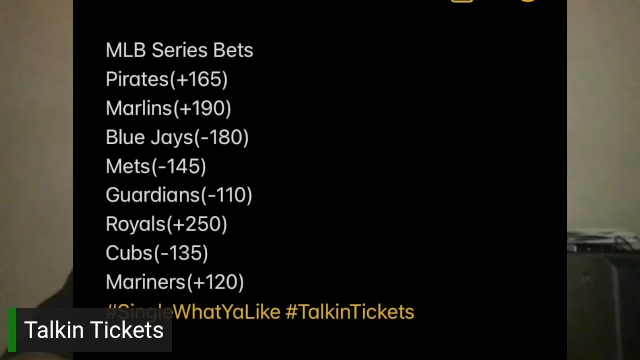 MLB Series Bets
Pirates(+165)
Marlins(+190)
Blue Jays(-180)
Mets(-145)
Guardians(-110)
Royals(+250)
Cubs(-135)
Mariners(+120)
#SingleWhatYaLike #TalkinTickets
Talkin Tickets